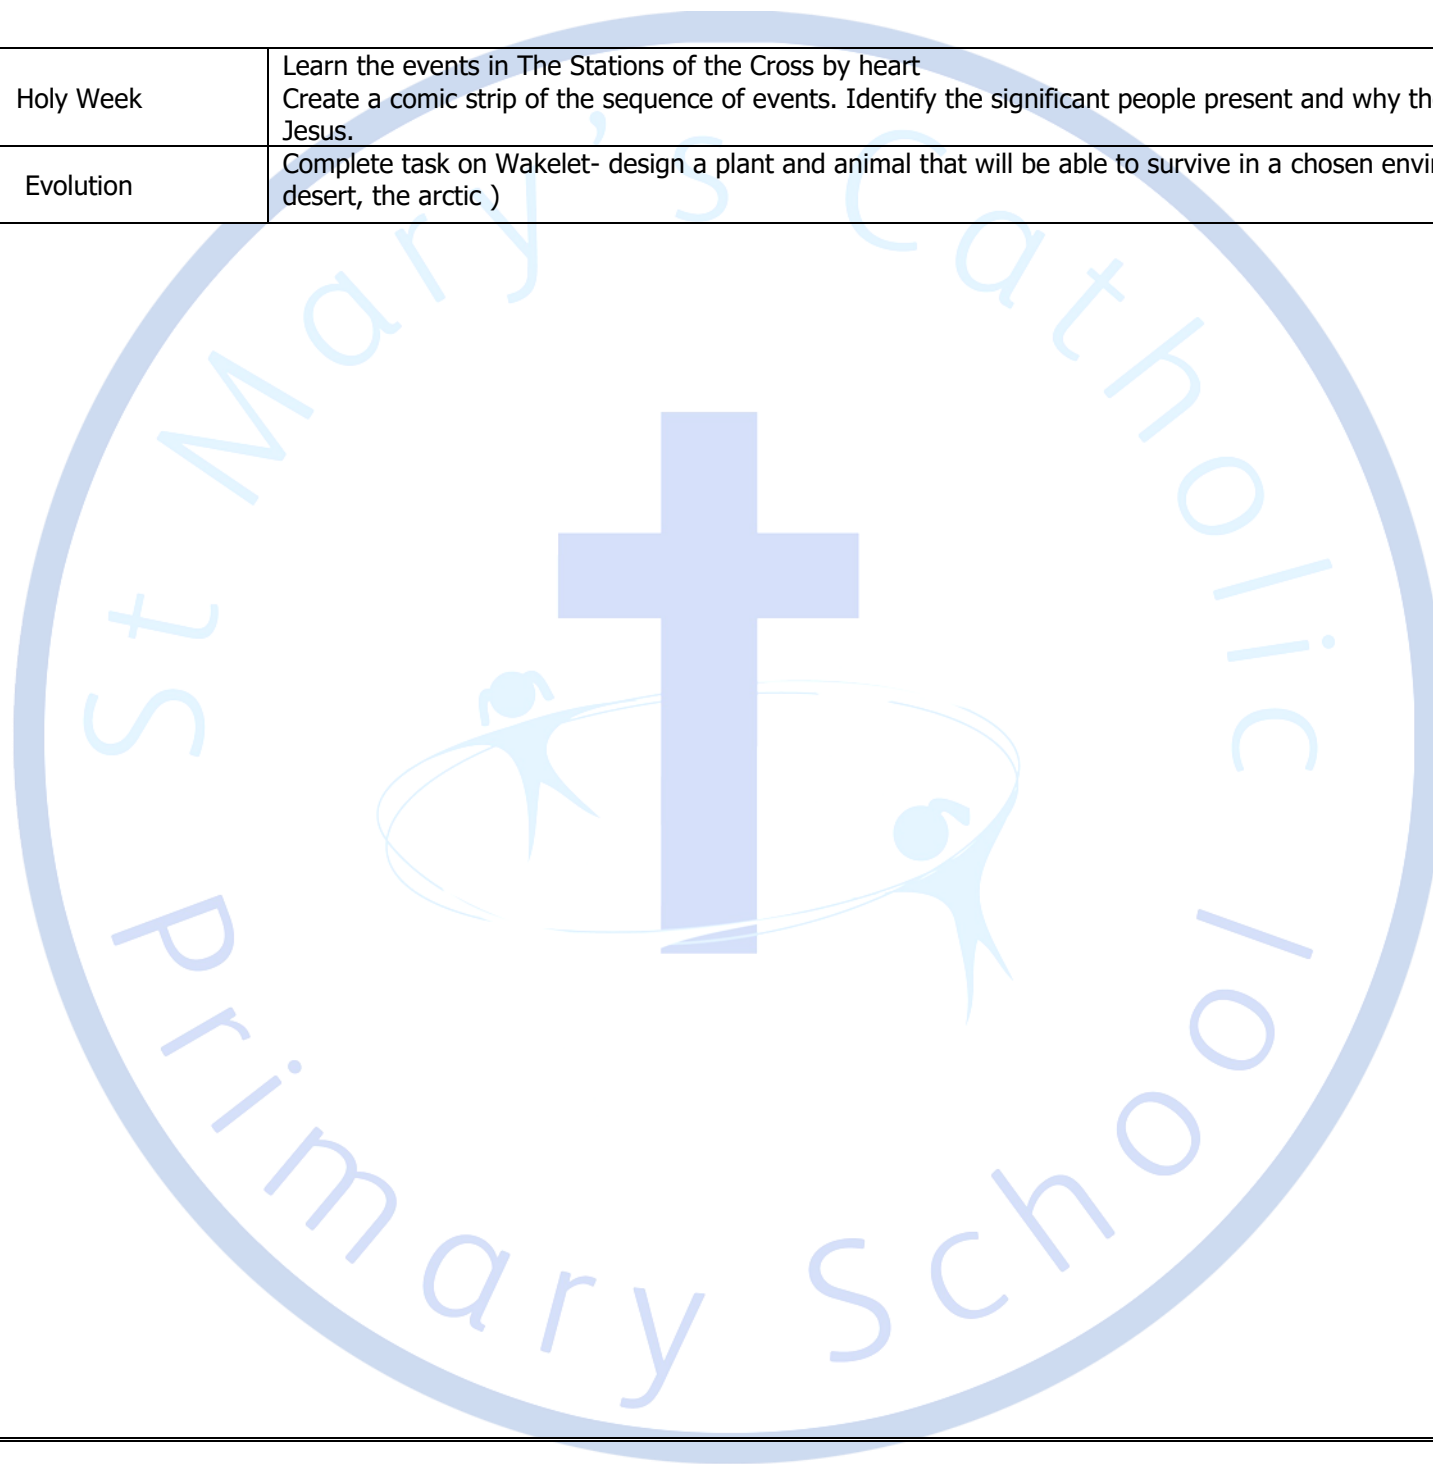 Holy Week
Learn the events in The Stations of the Cross by heart
Create a comic strip of the sequence of events. Identify the significant people present and why
Jesus.
Evolution
Complete task on Wakelet- design a plant and animal that will be able to survive in a chosen
desert, the arctic )
St Mary's Catholic
Primary School